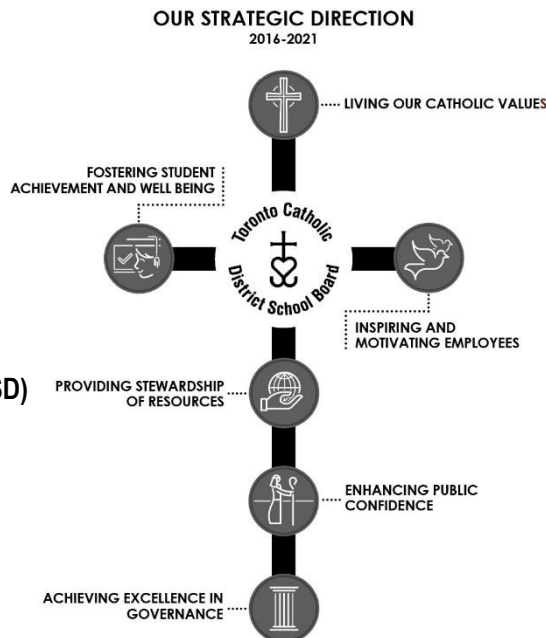 OUR STRATEGIC DIRECTION
2016-2021
LIVING OUR CATHOLIC VALUES
FOSTERING STUDENT
ACHIEVEMENT AND WELL BEING
Toronto Catholic
District School Board
INSPIRING AND
MOTIVATING EMPLOYEES
SD)
PROVIDING STEWARDSHIP
OF RESOURCES
ENHANCING PUBLIC
CONFIDENCE
ACHIEVING EXCELLENCE IN
GOVERNANCE